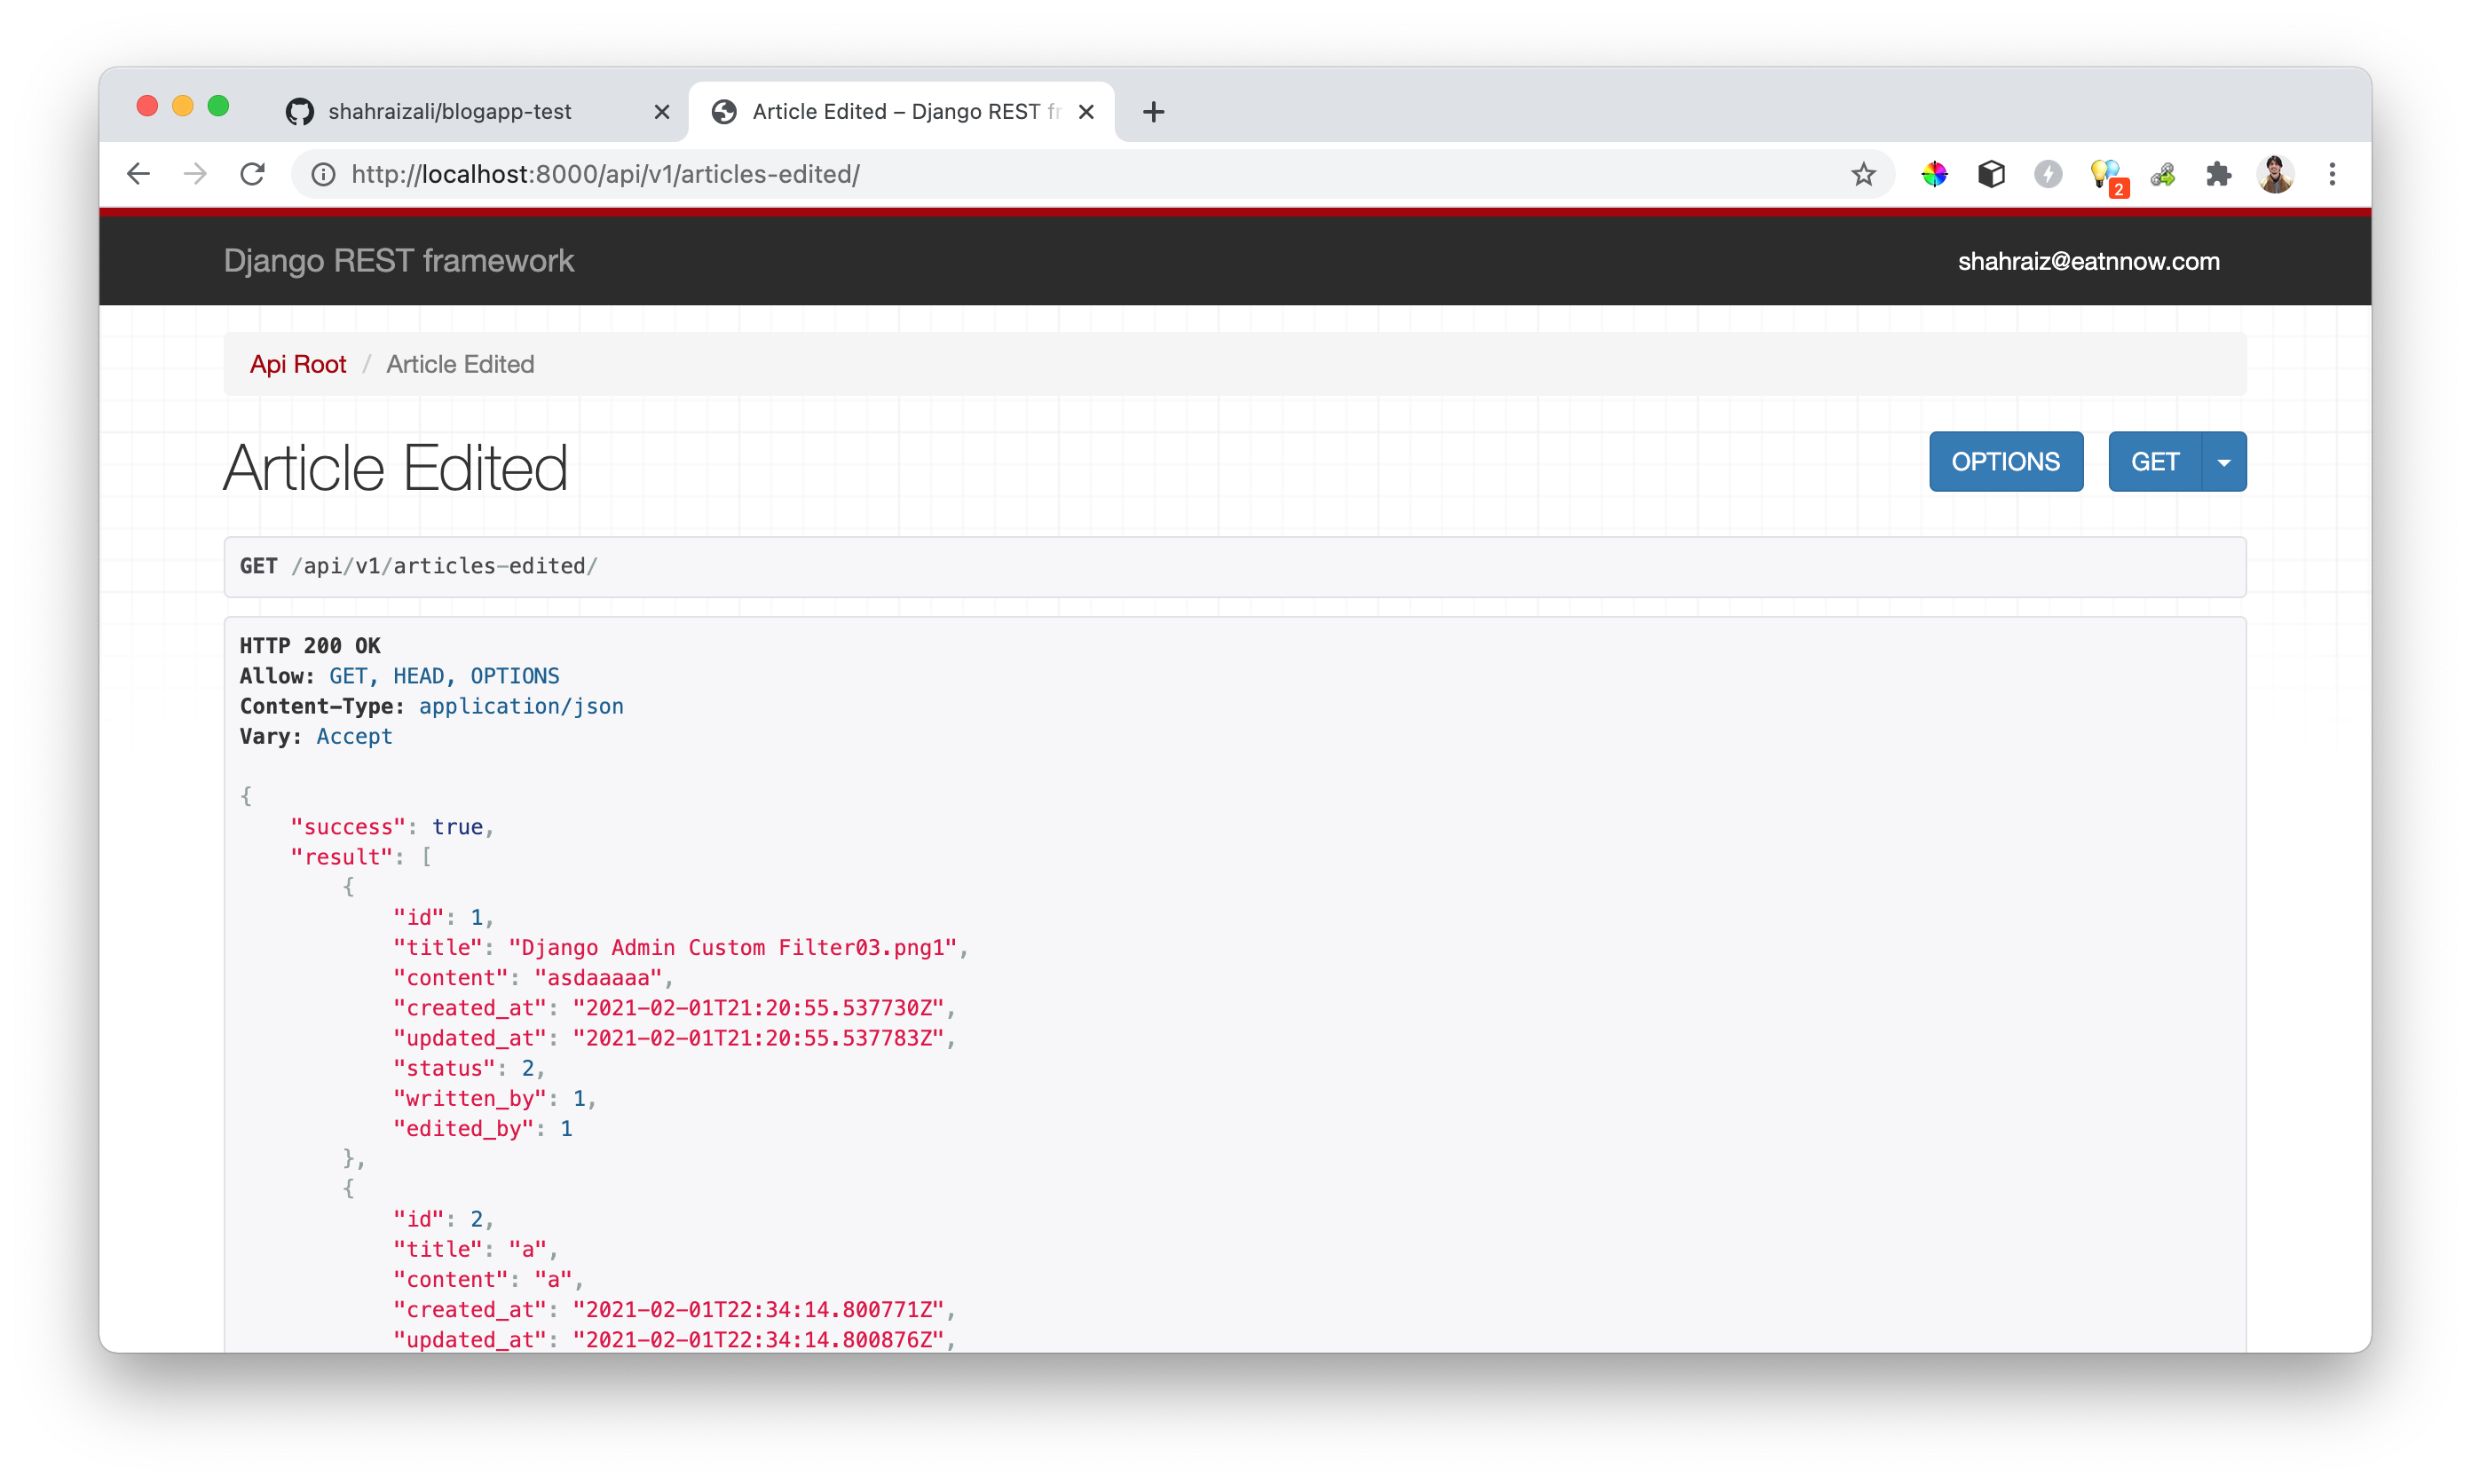 shahraizali/blogapp-test
Article Edited – Django REST fr
http://localhost:8000/api/v1/articles-edited/
2
Django REST framework
shahraiz@eatnnow.com
Api Root / Article Edited
Article Edited
OPTIONS
GET
GET /api/v1/articles-edited/
HTTP 200 OK
Allow: GET, HEAD, OPTIONS
Content-Type: application/json
Vary: Accept
{
"success": true,
"result": [
{
"id": 1,
"title": "Django Admin Custom Filter03.png1",
"content": "asdaaaaa",
"created_at": "2021-02-01T21:20:55.537730Z",
"updated_at": "2021-02-01T21:20:55.537783Z",
"status": 2,
"written_by": 1,
"edited_by": 1
},
{
"id": 2,
"title": "a",
"content": "a",
"created_at": "2021-02-01T22:34:14.800771Z",
"updated_at": "2021-02-01T22:34:14.800876Z",